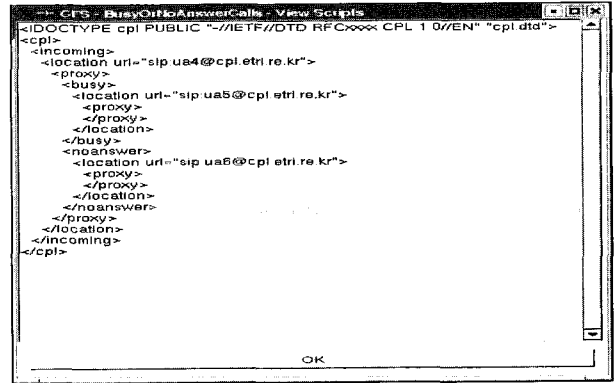 CFS - BusyOrNoAnswerCalls - View Scripts
<!DOCTYPE cpl PUBLIC "-//IETF//DTD RFCxxxx CPL 1.0//EN" "cpl.dtd">
<cpl>
<incoming>
<location url="sip:ua4@cpl.etri.re.kr">
<proxy>
<busy>
<location url="sip:ua5@cpl.etri.re.kr">
<proxy>
</proxy>
</location>
</busy>
<noanswer>
<location url="sip:ua6@cpl.etri.re.kr">
<proxy>
</proxy>
</location>
</noanswer>
</proxy>
</location>
</incoming>
</cpl>
OK